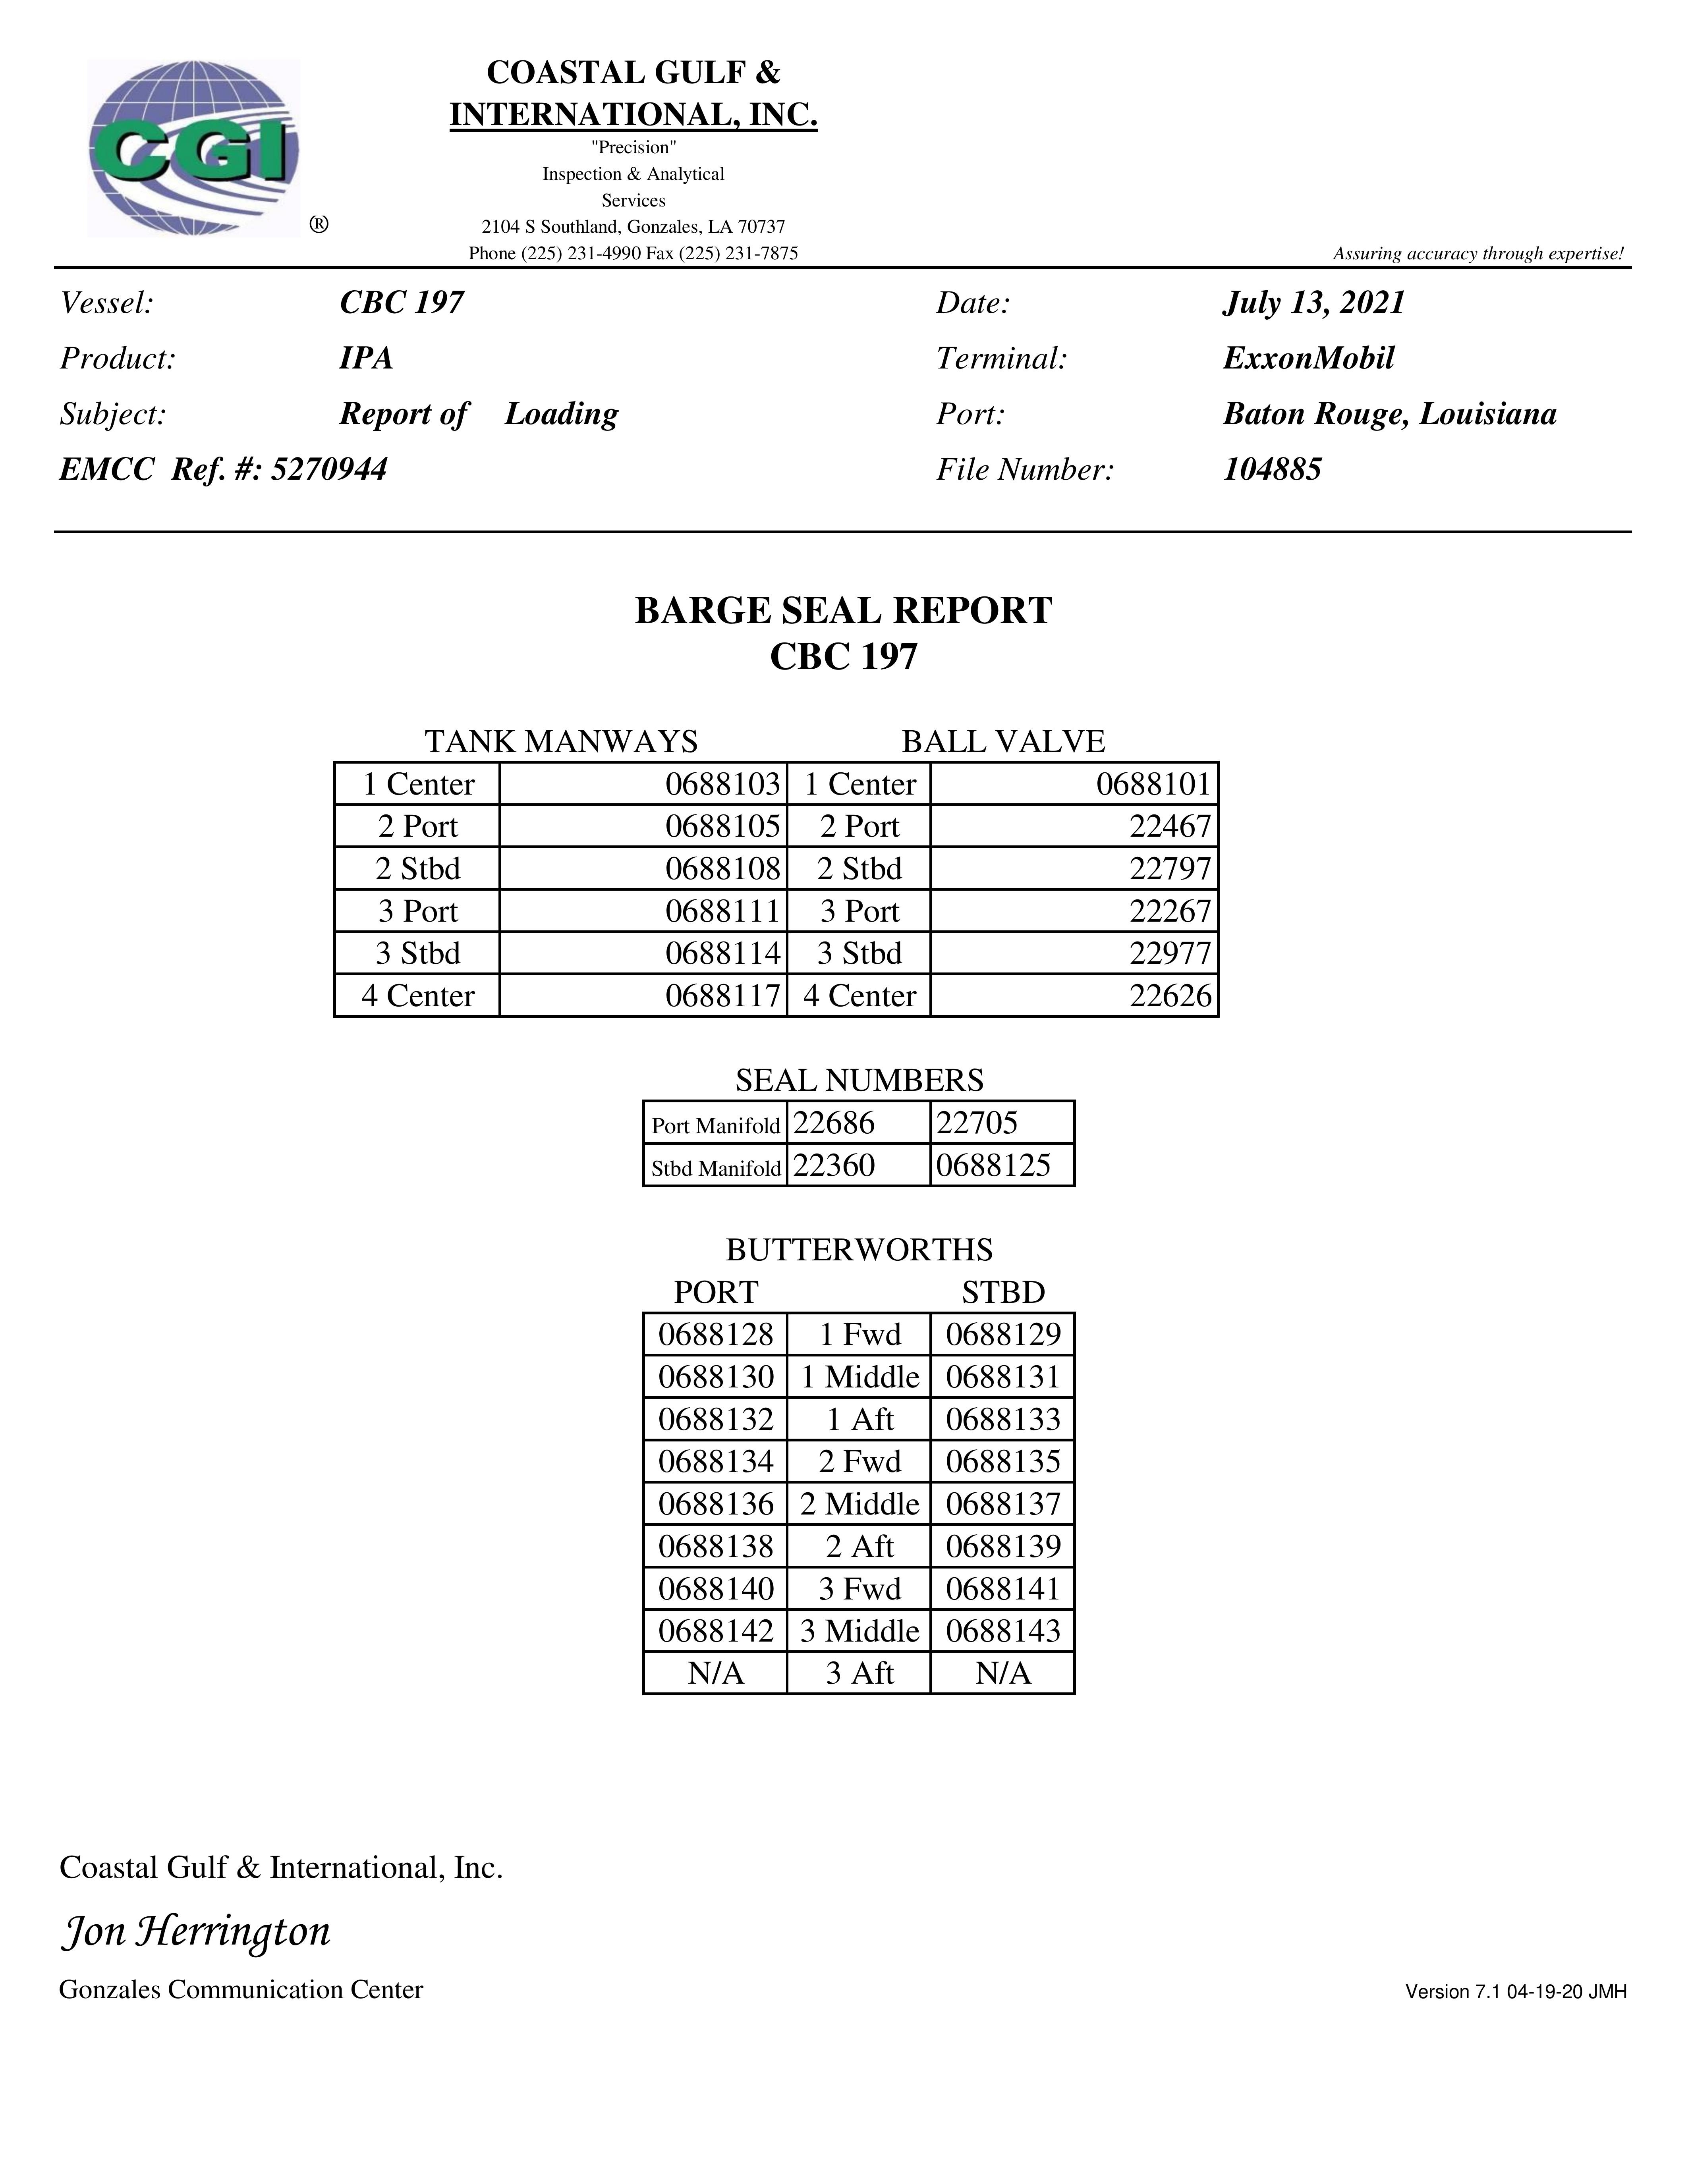 CGI
®
COASTAL GULF &
INTERNATIONAL, INC.
"Precision"
Inspection & Analytical
Services
2104 S Southland, Gonzales, LA 70737
Phone (225) 231-4990 Fax (225) 231-7875
Assuring accuracy through expertise!
Vessel: CBC 197 Date: July 13, 2021
Product: IPA Terminal: ExxonMobil
Subject: Report of Loading Port: Baton Rouge, Louisiana
EMCC Ref. #: 5270944 File Number: 104885
BARGE SEAL REPORT
CBC 197
TANK MANWAYS BALL VALVE
1 Center 0688103 1 Center 0688101
2 Port 0688105 2 Port 22467
2 Stbd 0688108 2 Stbd 22797
3 Port 0688111 3 Port 22267
3 Stbd 0688114 3 Stbd 22977
4 Center 0688117 4 Center 22626
SEAL NUMBERS
Port Manifold 22686 22705
Stbd Manifold 22360 0688125
BUTTERWORTHS
PORT STBD
0688128 1 Fwd 0688129
0688130 1 Middle 0688131
0688132 1 Aft 0688133
0688134 2 Fwd 0688135
0688136 2 Middle 0688137
0688138 2 Aft 0688139
0688140 3 Fwd 0688141
0688142 3 Middle 0688143
N/A 3 Aft N/A
Coastal Gulf & International, Inc.
Jon Herrington
Gonzales Communication Center
Version 7.1 04-19-20 JMH